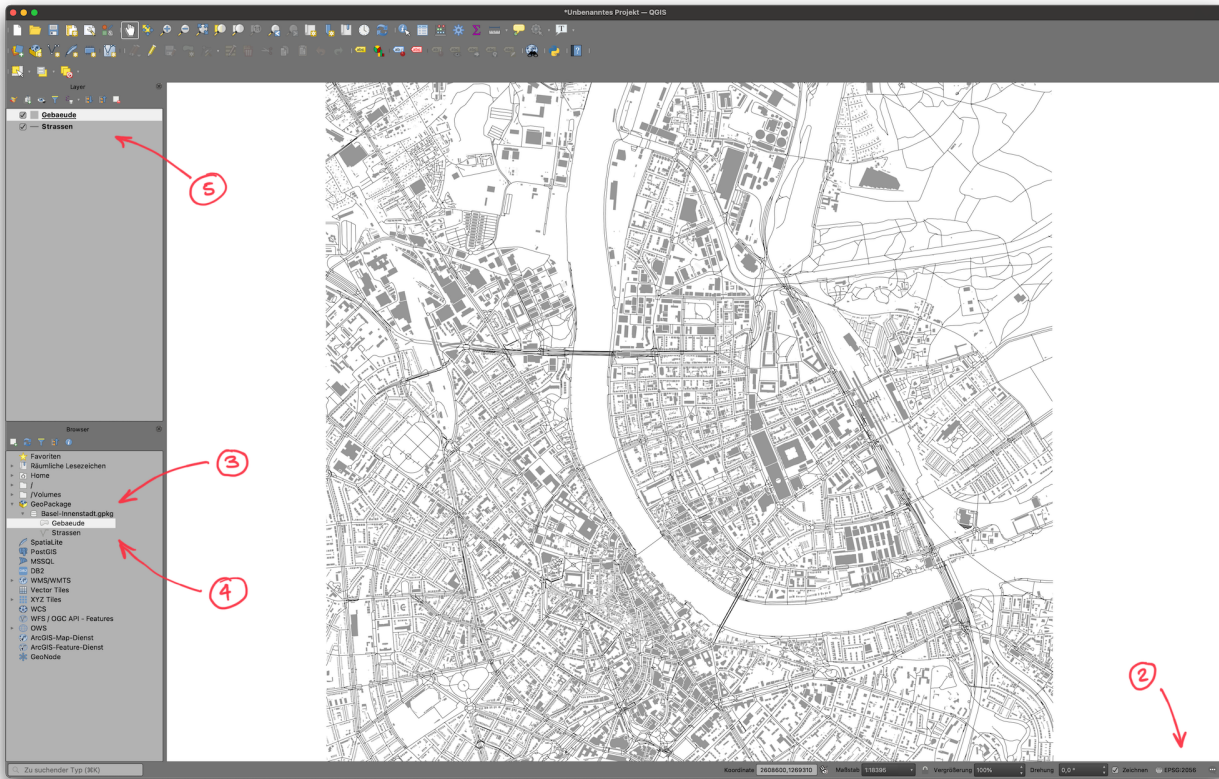 *Unbenanntes Projekt — QGIS
Layer
Gebaeude
Strassen
5
Browser
Favoriten
Räumliche Lesezeichen
Home
/
/Volumes
GeoPackage
Basel-Innenstadt.gpkg
Gebaeude
Strassen
SpatiaLite
PostGIS
MSSQL
DB2
WMS/WMTS
Vector Tiles
XYZ Tiles
WCS
WFS / OGC API - Features
OWS
ArcGIS-Map-Dienst
ArcGIS-Feature-Dienst
GeoNode
3
4
2
Zu suchender Typ (⌘K)
Koordinate 2608600,1269310 Maßstab 1:16395 Vergrößerung 100% Drehung 0,0 ° Zeichnen EPSG:2056